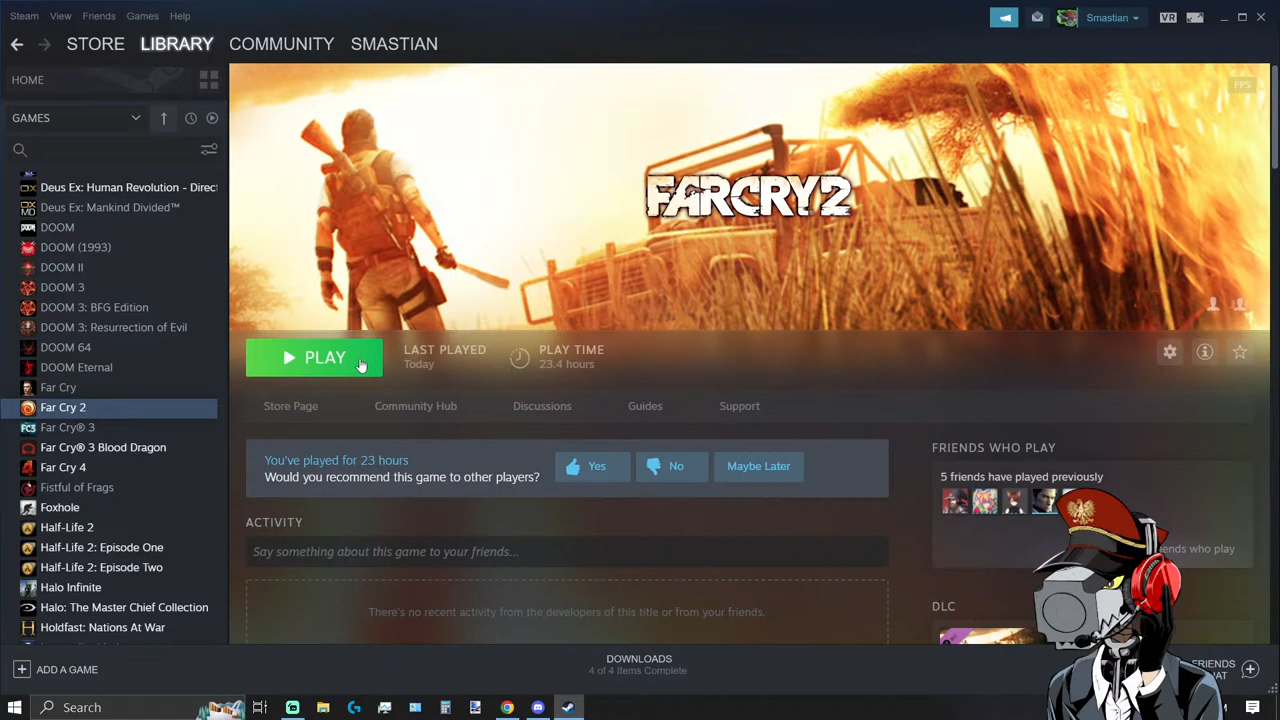 Steam View Friends Games Help
Smastian
VR
STORE LIBRARY COMMUNITY SMASTIAN
HOME
GAMES
Deus Ex: Human Revolution - Direct
Deus Ex: Mankind Divided™
DOOM
DOOM (1993)
DOOM II
DOOM 3
DOOM 3: BFG Edition
DOOM 3: Resurrection of Evil
DOOM 64
DOOM Eternal
Far Cry
Far Cry 2
Far Cry® 3
Far Cry® 3 Blood Dragon
Far Cry 4
Fistful of Frags
Foxhole
Half-Life 2
Half-Life 2: Episode One
Half-Life 2: Episode Two
Halo Infinite
Halo: The Master Chief Collection
Holdfast: Nations At War
FPS
FARCRY2
PLAY
LAST PLAYED
Today
PLAY TIME
23.4 hours
Store Page Community Hub Discussions Guides Support
You've played for 23 hours
Would you recommend this game to other players?
Yes No Maybe Later
ACTIVITY
Say something about this game to your friends...
There's no recent activity from the developers of this title or from your friends.
FRIENDS WHO PLAY
5 friends have played previously
ends who play
DLC
ADD A GAME
DOWNLOADS
4 of 4 Items Complete
FRIENDS
AT
Search